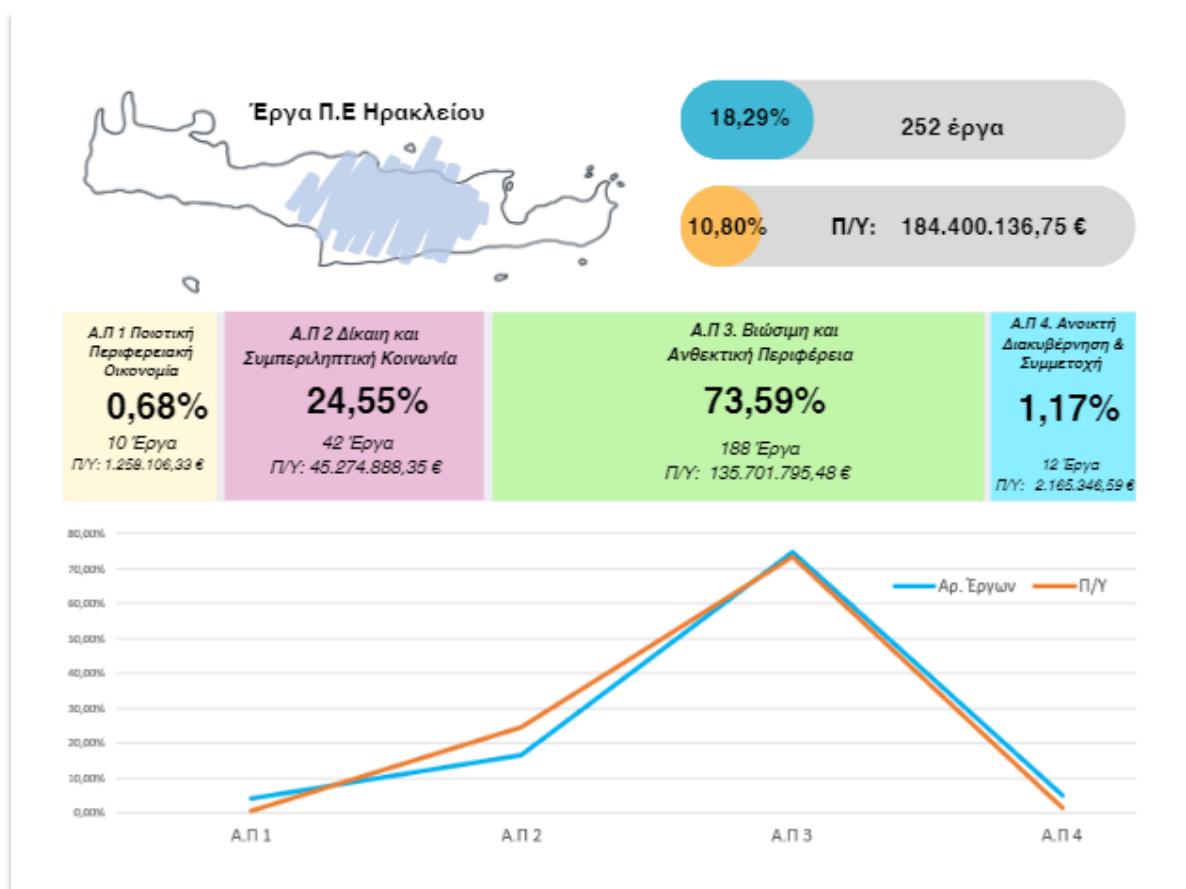 Έργα Π.Ε Ηρακλείου
18,29%
252 έργα
10,80%
Π/Υ: 184.400.136,75 €
Α.Π 1 Ποιοτική
Περιφερειακή
Οικονομία
0,68%
10 Έργα
Π/Υ: 1.258.106,33 €
Α.Π 2 Δίκαιη και
Συμπεριληπτική Κοινωνία
24,55%
42 Έργα
Π/Υ: 45.274.888,35 €
Α.Π 3. Βιώσιμη και
Ανθεκτική Περιφέρεια
73,59%
188 Έργα
Π/Υ: 135.701.795,48 €
Α.Π 4. Ανοικτή
Διακυβέρνηση &
Συμμετοχή
1,17%
12 Έργα
Π/Υ: 2.165.346,59 €
80,00%
70,00%
60,00%
50,00%
40,00%
30,00%
20,00%
10,00%
0,00%
Αρ. Έργων
Π/Υ
Α.Π 1
Α.Π 2
Α.Π 3
Α.Π 4